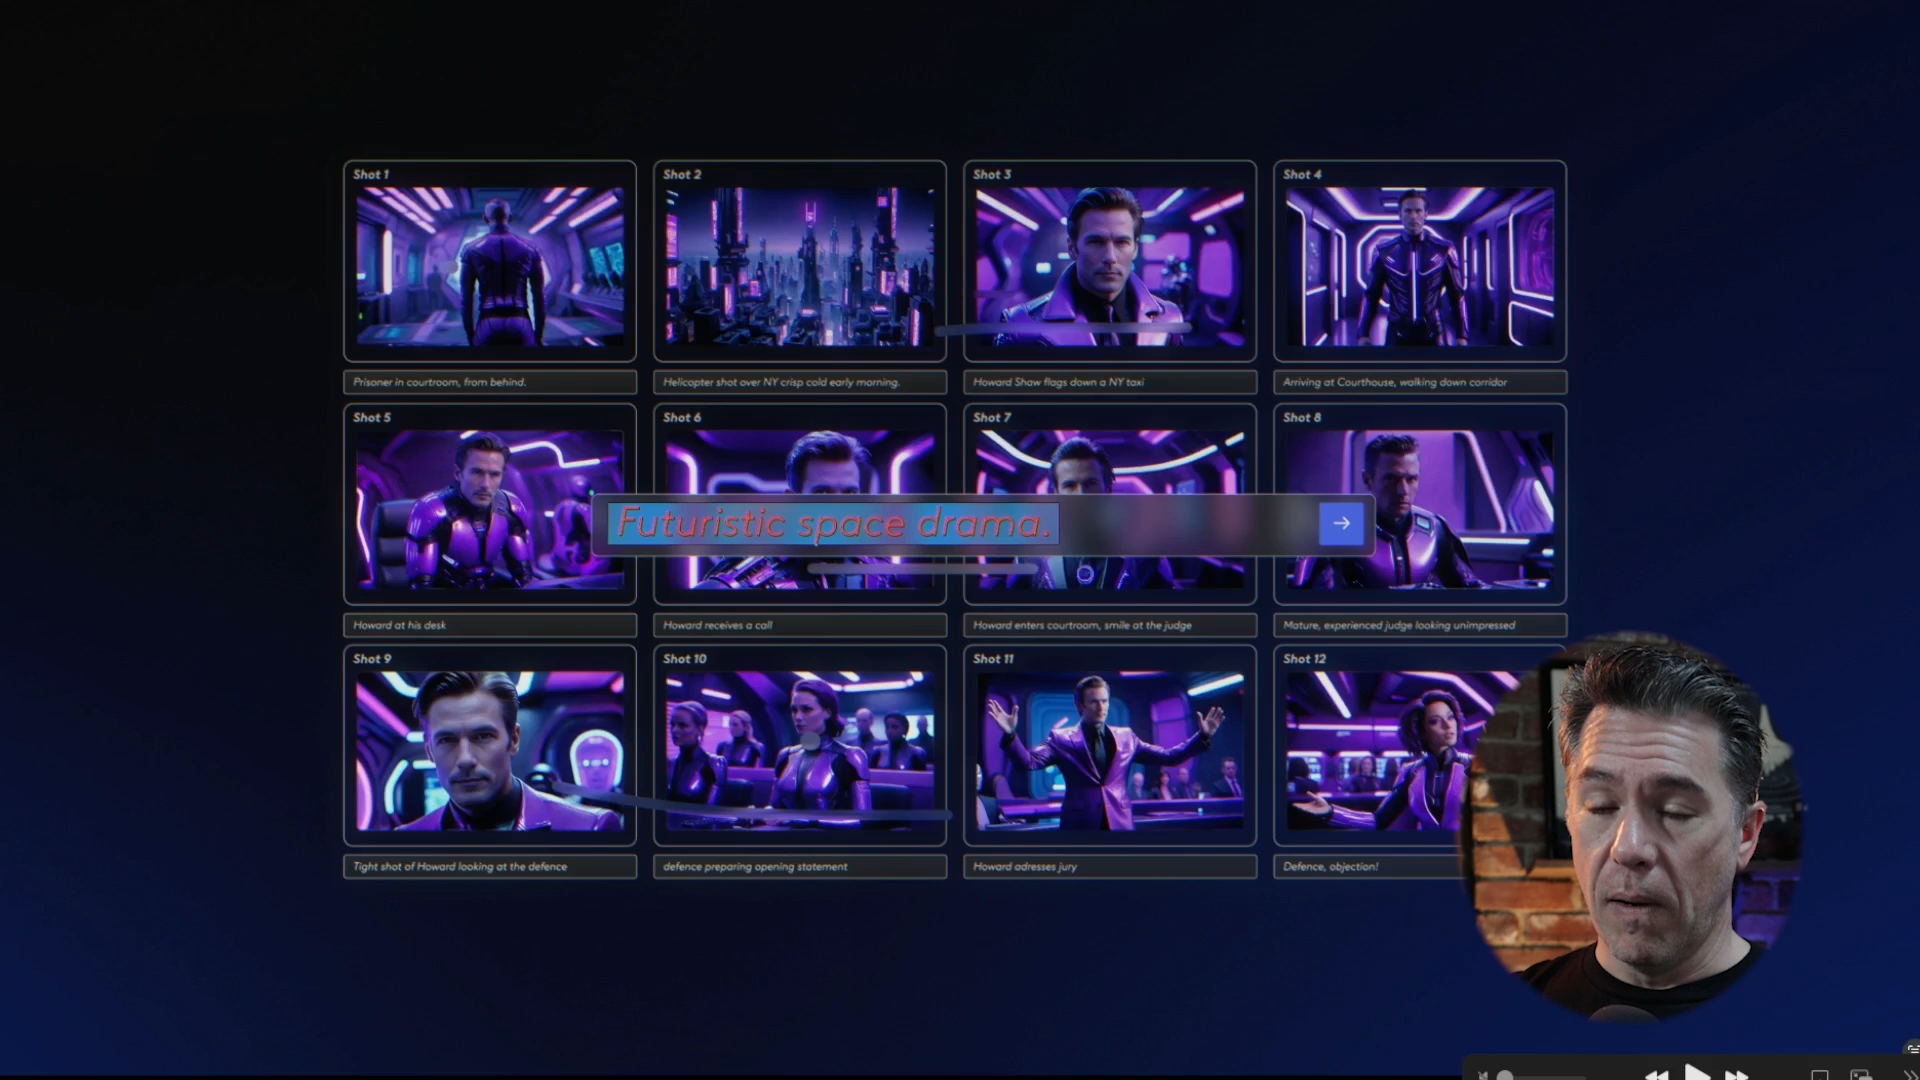 Shot 1
Shot 2
Shot 3
Shot 4
Prisoner in courtroom, from behind.
Helicopter shot over NY crisp cold early morning.
Howard Shaw flags down a NY taxi
Arriving at Courthouse, walking down corridor
Shot 5
Shot 6
Shot 7
Shot 8
Futuristic space drama.
Howard at his desk
Howard receives a call
Howard enters courtroom, smile at the judge
Mature, experienced judge looking unimpressed
Shot 9
Shot 10
Shot 11
Shot 12
Tight shot of Howard looking at the defence
defence preparing opening statement
Howard adresses jury
Defence, objection!